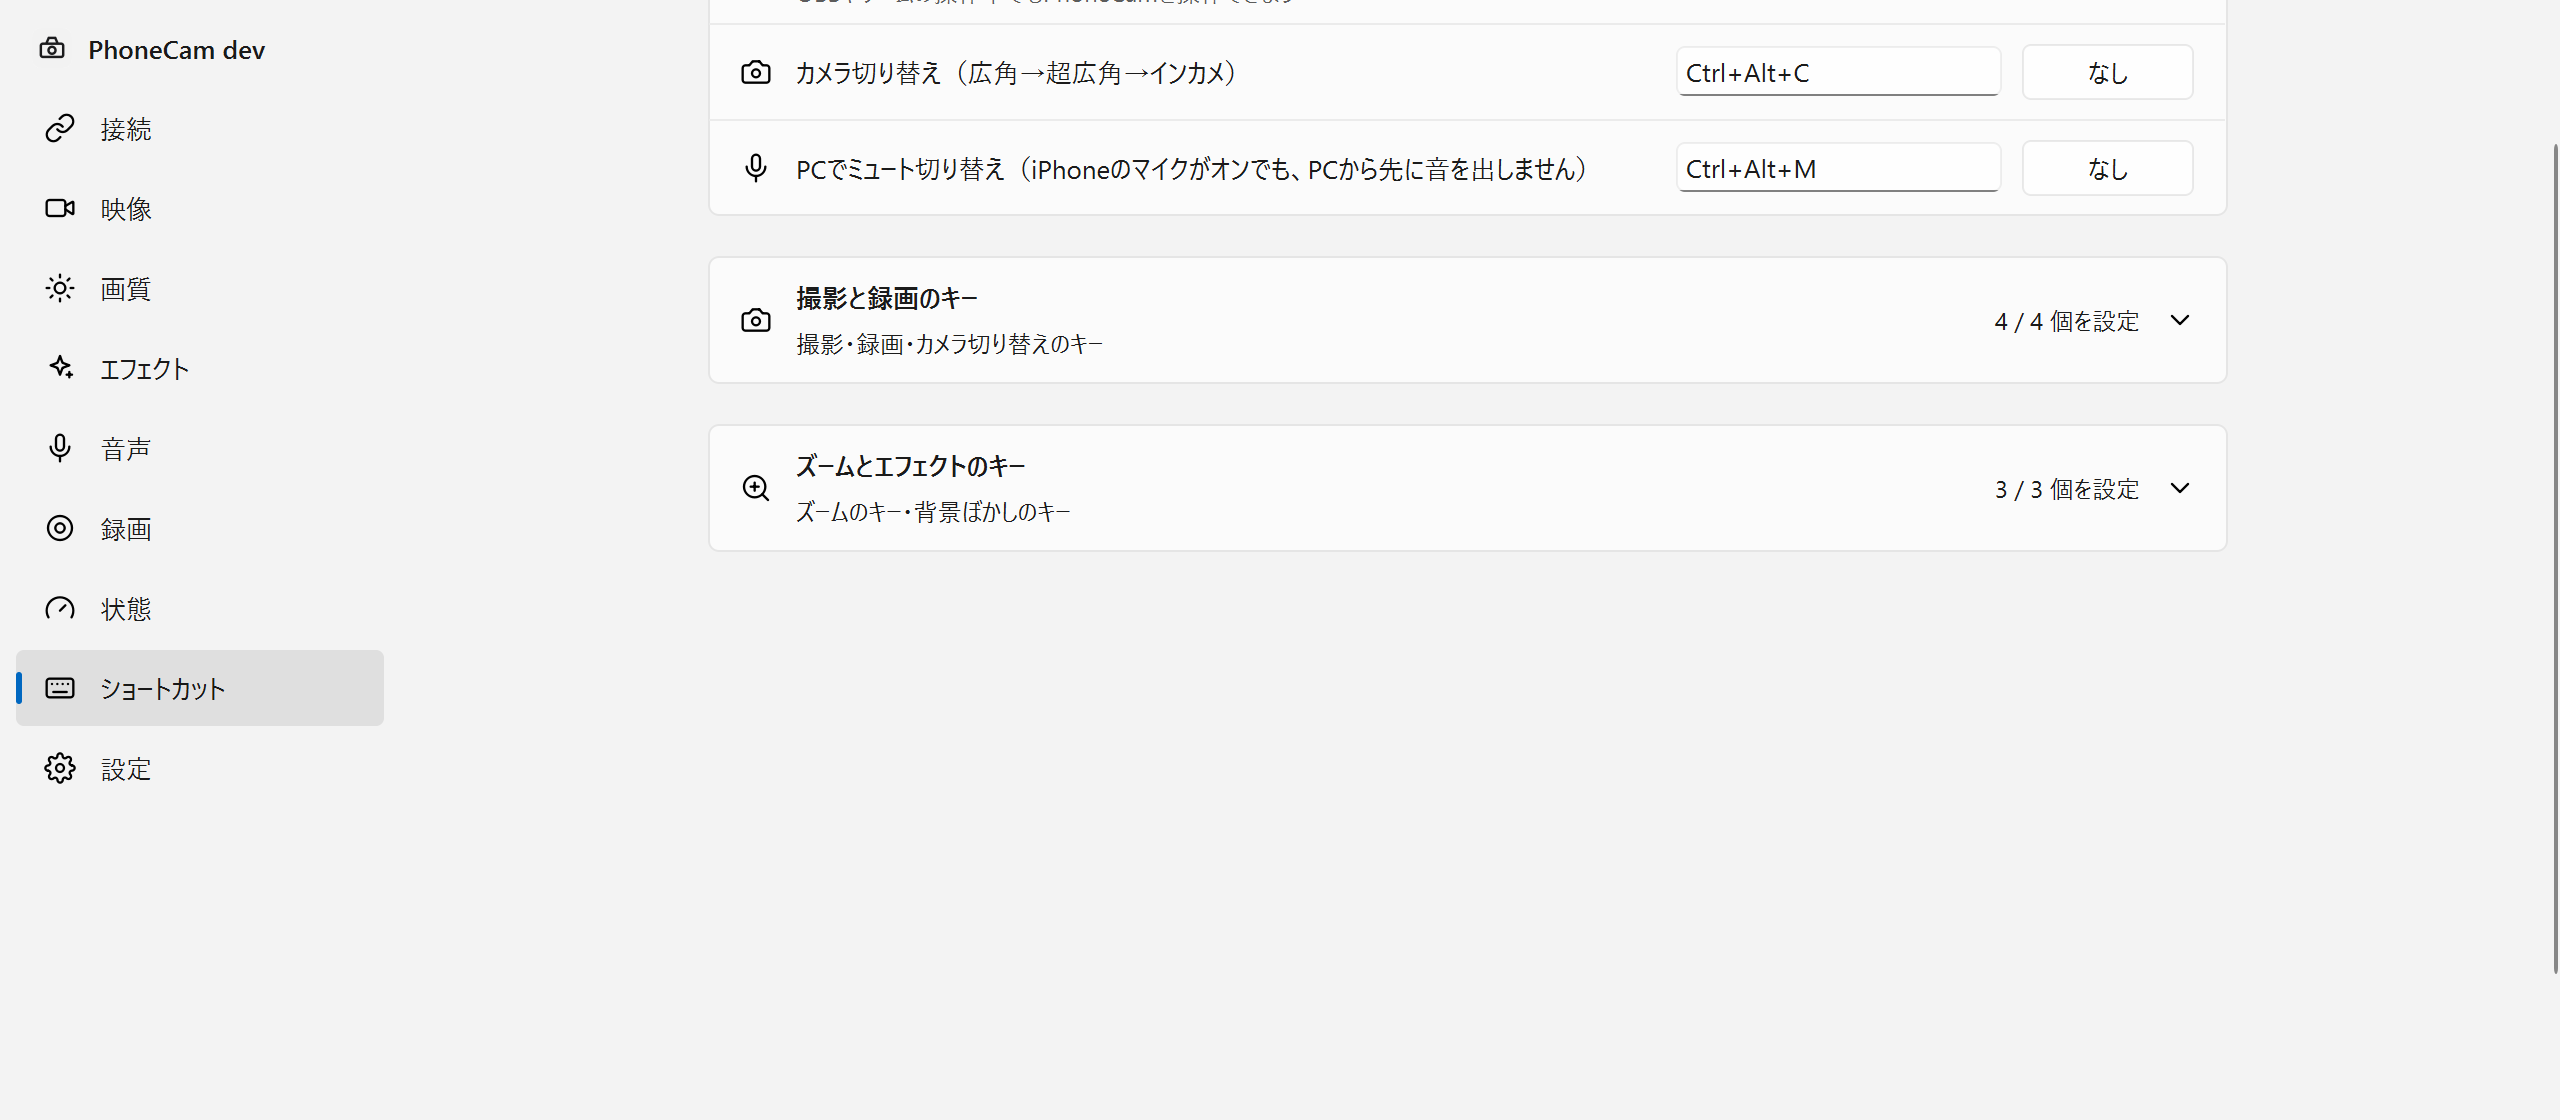 PhoneCam dev
接続
映像
画質
エフェクト
音声
録画
状態
ショートカット
設定
カメラ切り替え（広角→超広角→インカメ）
Ctrl+Alt+C
なし
PCでミュート切り替え（iPhoneのマイクがオンでも、PCから先に音を出しません）
Ctrl+Alt+M
なし
撮影と録画のキー
撮影・録画・カメラ切り替えのキー
4 / 4 個を設定
ズームとエフェクトのキー
ズームのキー・背景ぼかしのキー
3 / 3 個を設定